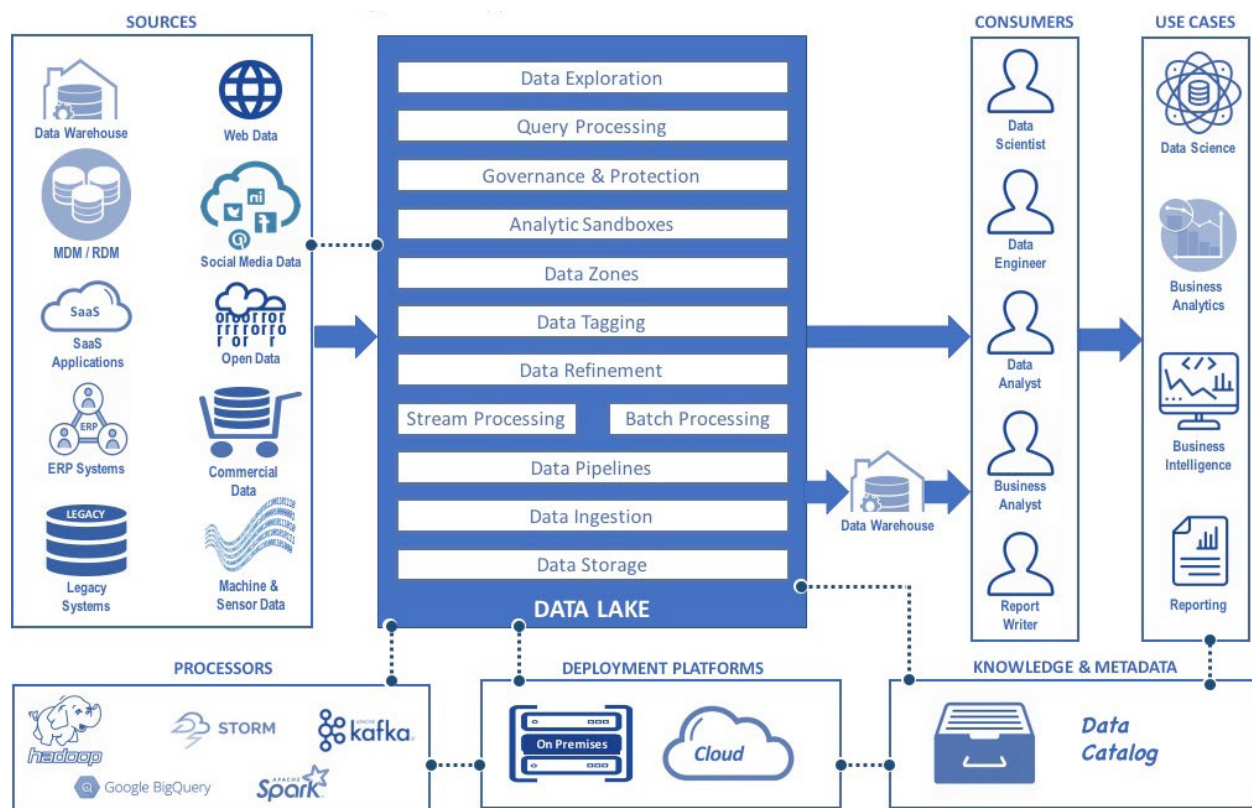 SOURCES
Data Warehouse
Web Data
MDM / RDM
ni
Social Media Data
SaaS
SaaS
Applications
Open Data
ERP
ERP Systems
Commercial
Data
LEGACY
Legacy
Systems
Machine &
Sensor Data
Data Exploration
Query Processing
Governance & Protection
Analytic Sandboxes
Data Zones
Data Tagging
Data Refinement
Stream Processing
Batch Processing
Data Pipelines
Data Ingestion
Data Storage
DATA LAKE
Data Warehouse
CONSUMERS
Data
Scientist
Data
Engineer
Data
Analyst
Business
Analyst
Report
Writer
USE CASES
Data Science
Business
Analytics
</>
Business
Intelligence
Reporting
PROCESSORS
hadoop
STORM
APACHE
kafka
Google BigQuery
APACHE
Spark
DEPLOYMENT PLATFORMS
On Premises
Cloud
KNOWLEDGE & METADATA
Data
Catalog